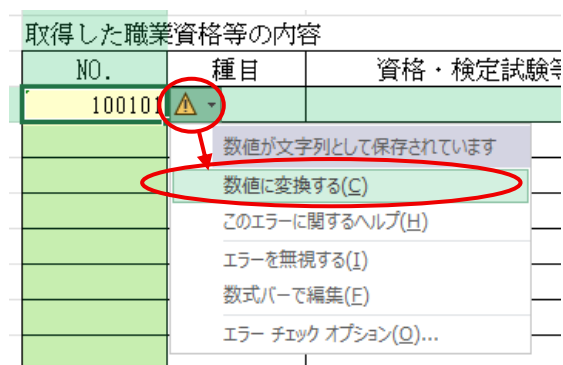 取得した職業資格等の内容
NO. 種目 資格・検定試験等
100101
数値が文字列として保存されています
数値に変換する(C)
このエラーに関するヘルプ(H)
エラーを無視する(I)
数式バーで編集(F)
エラー チェック オプション(O)...